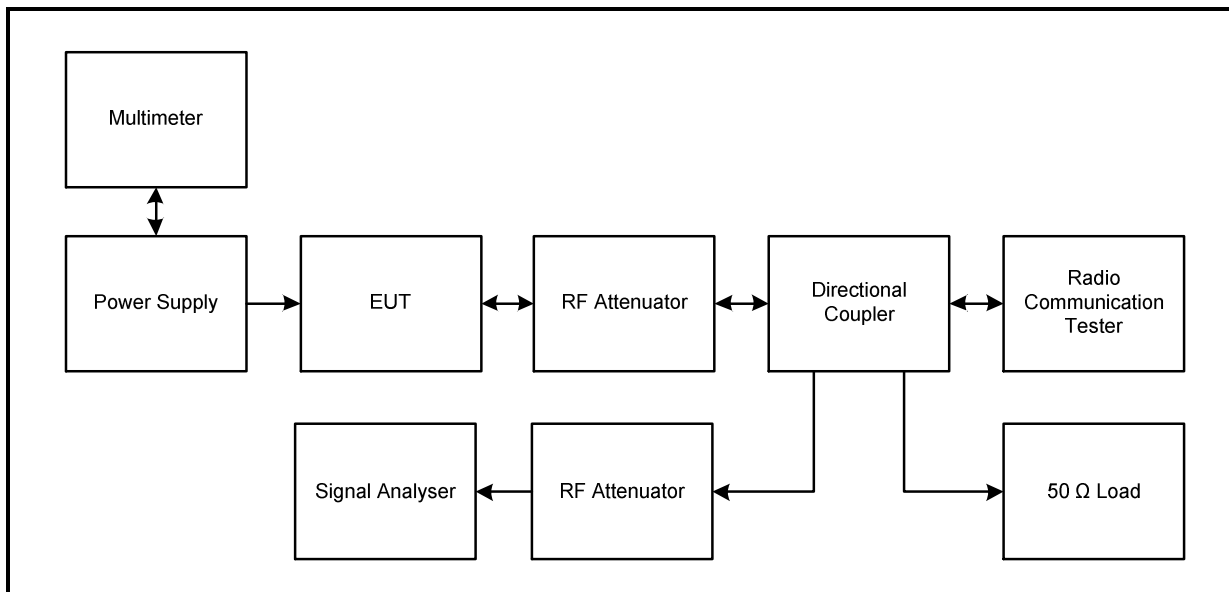 Multimeter
Power Supply
EUT
RF Attenuator
Directional
Coupler
Radio
Communication
Tester
Signal Analyser
RF Attenuator
50 Ω Load